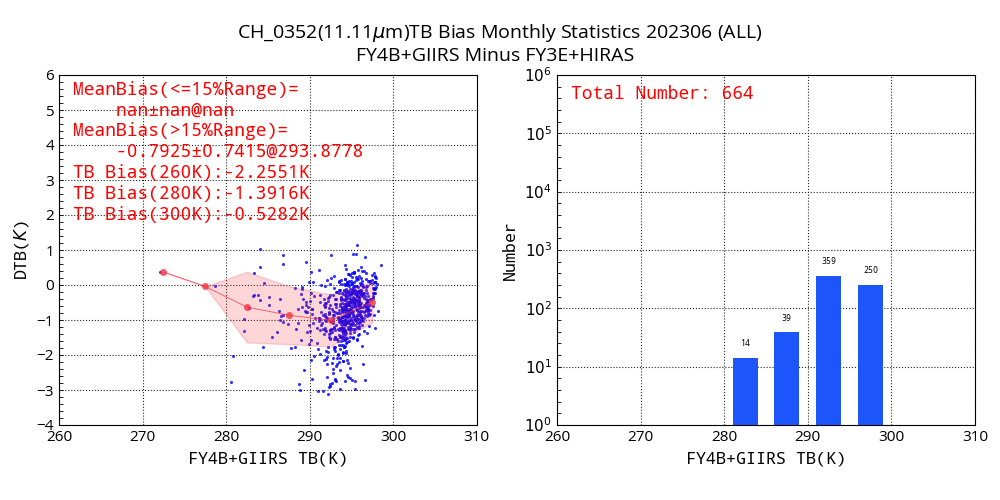 CH_0352(11.11μm)TB Bias Monthly Statistics 202306 (ALL)
FY4B+GIIRS Minus FY3E+HIRAS
MeanBias(<=15%Range)=
nan±nan@nan
MeanBias(>15%Range)=
-0.7925±0.7415@293.8778
TB Bias(260K):-2.2551K
TB Bias(280K):-1.3916K
TB Bias(300K):-0.5282K
DTB(K)
6
5
4
3
2
1
0
−1
−2
−3
−4
260 270 280 290 300 310
FY4B+GIIRS TB(K)
Total Number: 664
Number
10⁶
10⁵
10⁴
10³
10²
10¹
10⁰
14
39
359
250
260 270 280 290 300 310
FY4B+GIIRS TB(K)